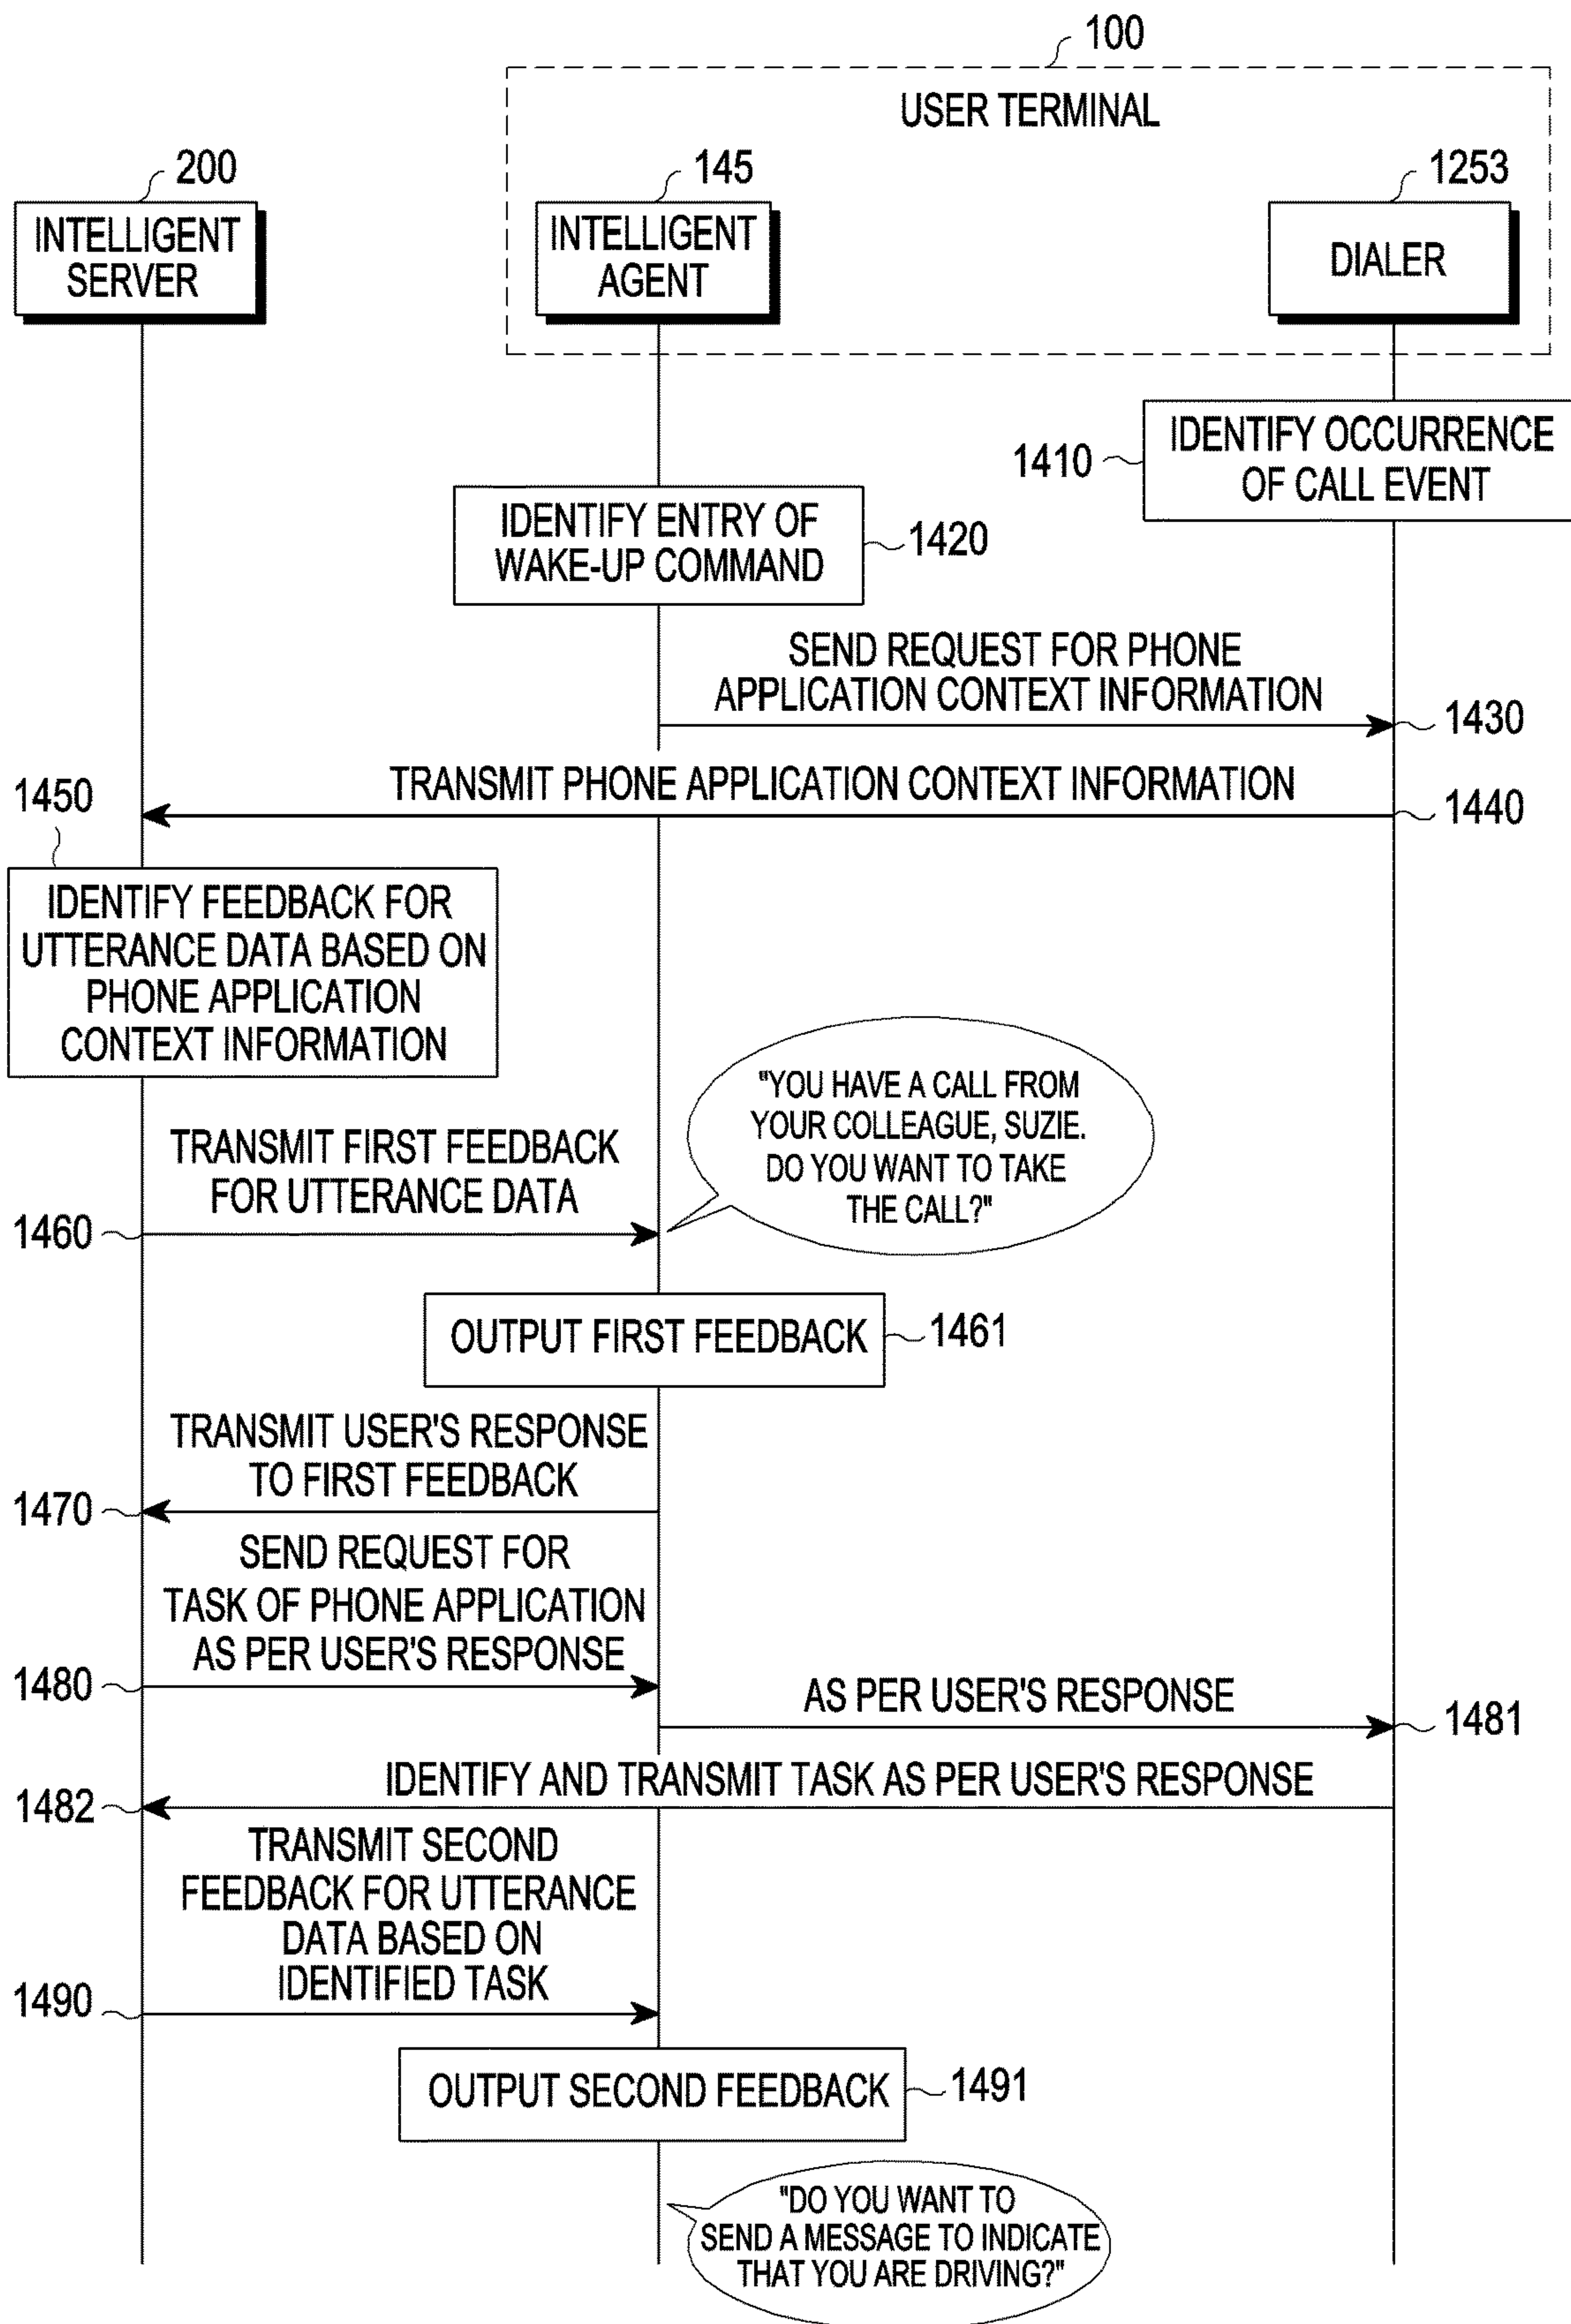 100
USER TERMINAL
200
145
1253
INTELLIGENT
SERVER
INTELLIGENT
AGENT
DIALER
1410
IDENTIFY OCCURRENCE
OF CALL EVENT
IDENTIFY ENTRY OF
WAKE-UP COMMAND
1420
SEND REQUEST FOR PHONE
APPLICATION CONTEXT INFORMATION
1430
TRANSMIT PHONE APPLICATION CONTEXT INFORMATION
1440
1450
IDENTIFY FEEDBACK FOR
UTTERANCE DATA BASED ON
PHONE APPLICATION
CONTEXT INFORMATION
TRANSMIT FIRST FEEDBACK
FOR UTTERANCE DATA
1460
"YOU HAVE A CALL FROM
YOUR COLLEAGUE, SUZIE.
DO YOU WANT TO TAKE
THE CALL?"
OUTPUT FIRST FEEDBACK
1461
TRANSMIT USER'S RESPONSE
TO FIRST FEEDBACK
1470
SEND REQUEST FOR
TASK OF PHONE APPLICATION
AS PER USER'S RESPONSE
1480
AS PER USER'S RESPONSE
1481
IDENTIFY AND TRANSMIT TASK AS PER USER'S RESPONSE
1482
TRANSMIT SECOND
FEEDBACK FOR UTTERANCE
DATA BASED ON
IDENTIFIED TASK
1490
OUTPUT SECOND FEEDBACK
1491
"DO YOU WANT TO
SEND A MESSAGE TO INDICATE
THAT YOU ARE DRIVING?"